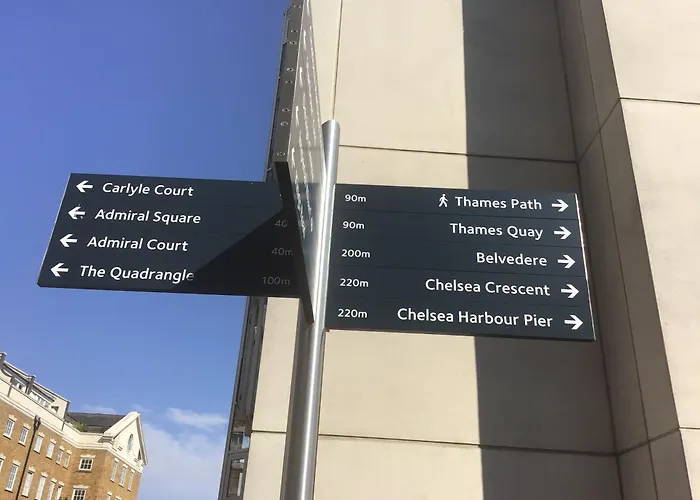 ← Carlyle Court
← Admiral Square 40
← Admiral Court 40m
← The Quadrangle 100m
90m Thames Path →
90m Thames Quay →
200m Belvedere →
220m Chelsea Crescent →
220m Chelsea Harbour Pier →